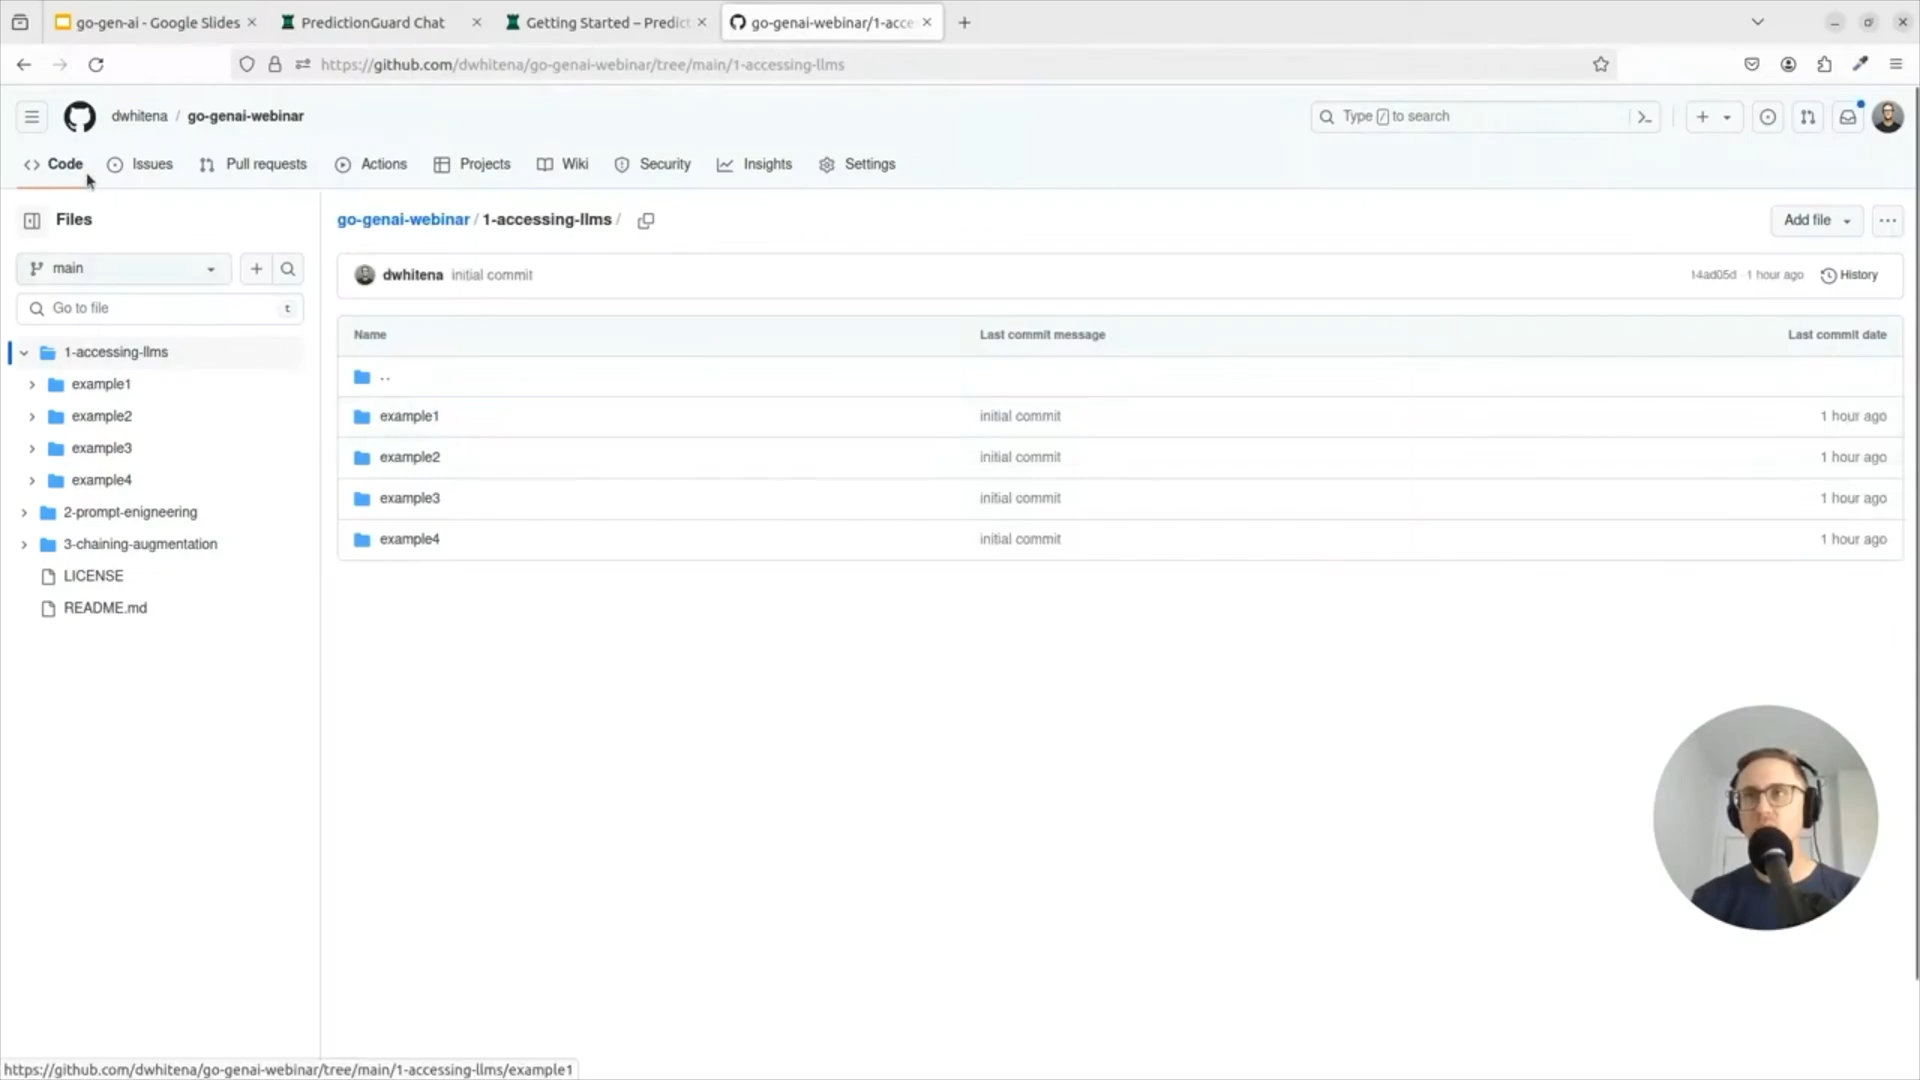 go-gen-ai - Google Slides
PredictionGuard Chat
Getting Started – Predict
go-genai-webinar/1-acce
https://github.com/dwhitena/go-genai-webinar/tree/main/1-accessing-llms
dwhitena / go-genai-webinar
Type / to search
Code
Issues
Pull requests
Actions
Projects
Wiki
Security
Insights
Settings
Files
go-genai-webinar / 1-accessing-llms /
Add file
main
dwhitena initial commit
14ad05d · 1 hour ago
History
Go to file
t
Name
Last commit message
Last commit date
1-accessing-llms
..
example1
example1 initial commit 1 hour ago
example2
example2 initial commit 1 hour ago
example3
example3 initial commit 1 hour ago
example4
example4 initial commit 1 hour ago
2-prompt-enigneering
3-chaining-augmentation
LICENSE
README.md
https://github.com/dwhitena/go-genai-webinar/tree/main/1-accessing-llms/example1